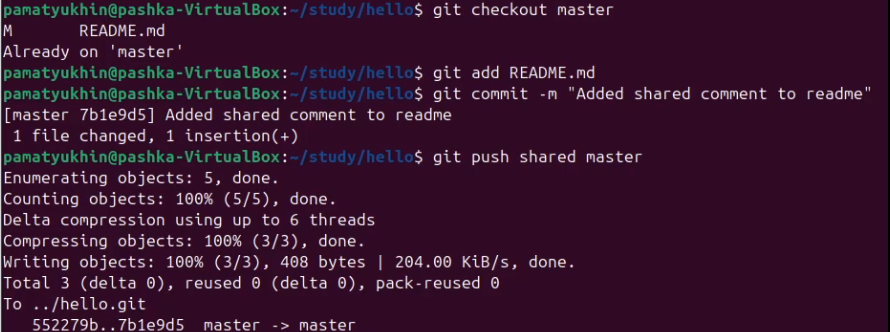 pamatyukhin@pashka-VirtualBox:~/study/hello$ git checkout master
M       README.md
Already on 'master'
pamatyukhin@pashka-VirtualBox:~/study/hello$ git add README.md
pamatyukhin@pashka-VirtualBox:~/study/hello$ git commit -m "Added shared comment to readme"
[master 7b1e9d5] Added shared comment to readme
 1 file changed, 1 insertion(+)
pamatyukhin@pashka-VirtualBox:~/study/hello$ git push shared master
Enumerating objects: 5, done.
Counting objects: 100% (5/5), done.
Delta compression using up to 6 threads
Compressing objects: 100% (3/3), done.
Writing objects: 100% (3/3), 408 bytes | 204.00 KiB/s, done.
Total 3 (delta 0), reused 0 (delta 0), pack-reused 0
To ../hello.git
   552279b..7b1e9d5  master -> master